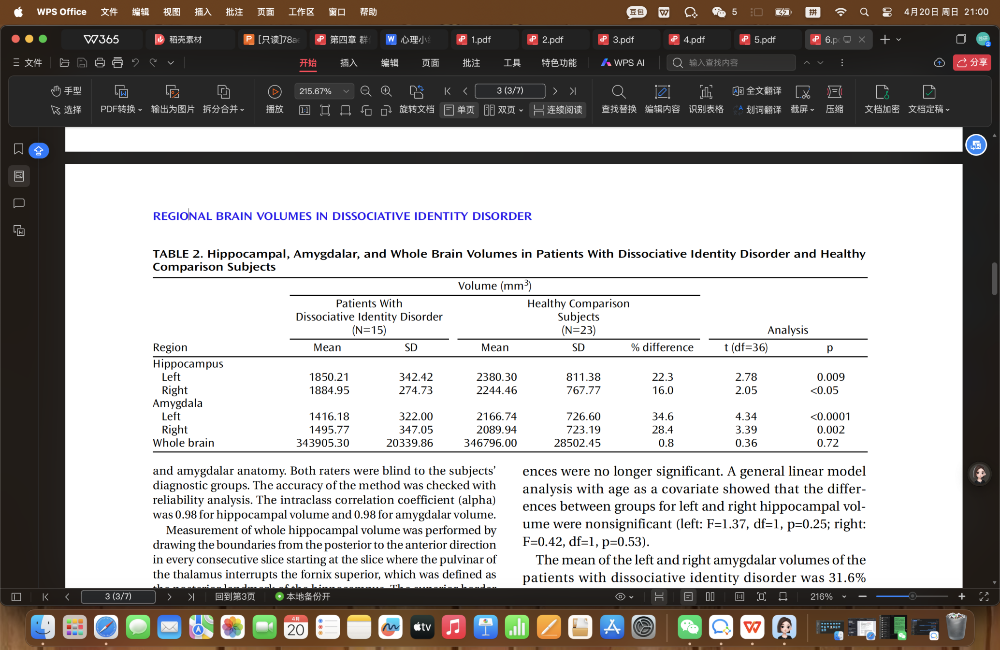 WPS Office 文件 编辑 视图 插入 批注 页面 工作区 窗口 帮助 豆包 5 拼 4月20日 周日 21:00
365 稻壳素材 [只读]78a 第四章 群 心理小 1.pdf 2.pdf 3.pdf 4.pdf 5.pdf 6.p 茜研
文件 开始 插入 编辑 页面 批注 工具 特色功能 WPS AI 输入查找内容 分享
手型 215.67% 3 (3/7) 全文翻译
选择 PDF转换 输出为图片 拆分合并 播放 1:1 旋转文档 单页 双页 连续阅读 查找替换 编辑内容 识别表格 划词翻译 截屏 压缩 文档加密 文档定稿
REGIONAL BRAIN VOLUMES IN DISSOCIATIVE IDENTITY DISORDER
TABLE 2. Hippocampal, Amygdalar, and Whole Brain Volumes in Patients With Dissociative Identity Disorder and Healthy
Comparison Subjects
Volume (mm³)
Patients With Healthy Comparison
Dissociative Identity Disorder Subjects
(N=15) (N=23) Analysis
Region Mean SD Mean SD % difference t (df=36) p
Hippocampus
Left 1850.21 342.42 2380.30 811.38 22.3 2.78 0.009
Right 1884.95 274.73 2244.46 767.77 16.0 2.05 <0.05
Amygdala
Left 1416.18 322.00 2166.74 726.60 34.6 4.34 <0.0001
Right 1495.77 347.05 2089.94 723.19 28.4 3.39 0.002
Whole brain 343905.30 20339.86 346796.00 28502.45 0.8 0.36 0.72
and amygdalar anatomy. Both raters were blind to the subjects’
diagnostic groups. The accuracy of the method was checked with
reliability analysis. The intraclass correlation coefficient (alpha)
was 0.98 for hippocampal volume and 0.98 for amygdalar volume.
Measurement of whole hippocampal volume was performed by
drawing the boundaries from the posterior to the anterior direction
in every consecutive slice starting at the slice where the pulvinar of
the thalamus interrupts the fornix superior, which was defined as
the posterior landmark of the hippocampus. The superior border
ences were no longer significant. A general linear model
analysis with age as a covariate showed that the differ-
ences between groups for left and right hippocampal vol-
ume were nonsignificant (left: F=1.37, df=1, p=0.25; right:
F=0.42, df=1, p=0.53).
The mean of the left and right amygdalar volumes of the
patients with dissociative identity disorder was 31.6%
3 (3/7) 回到第3页 本地备份开 216%
4月
20
tv